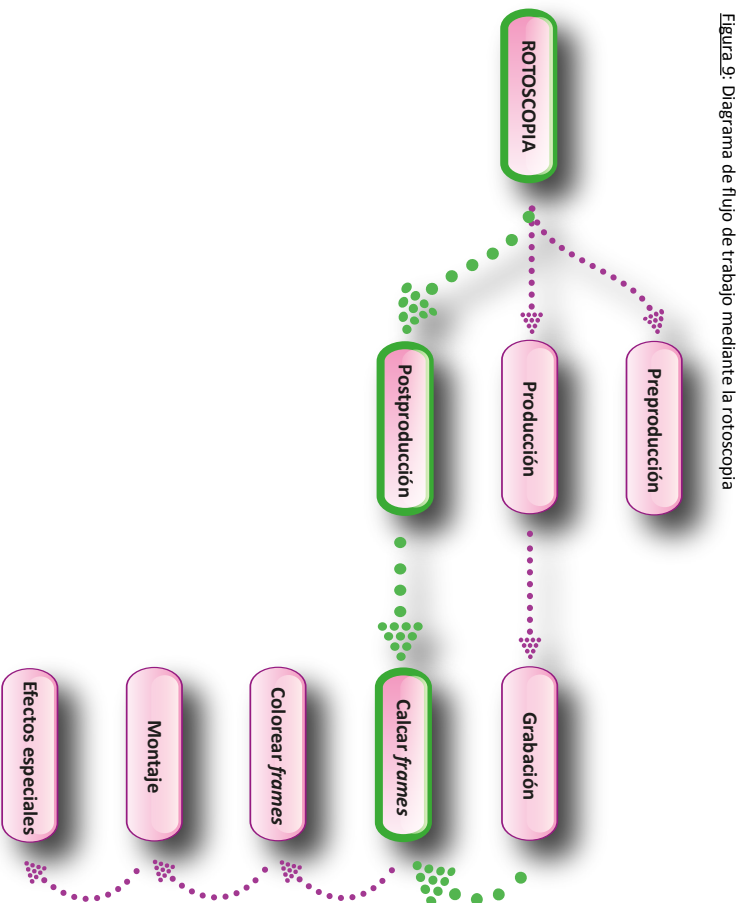 Figura 9: Diagrama de flujo de trabajo mediante la rotoscopia
Preproducción
ROTOSCOPIA
Producción
Grabación
Postproducción
Calcar frames
Colorear frames
Montaje
Efectos especiales